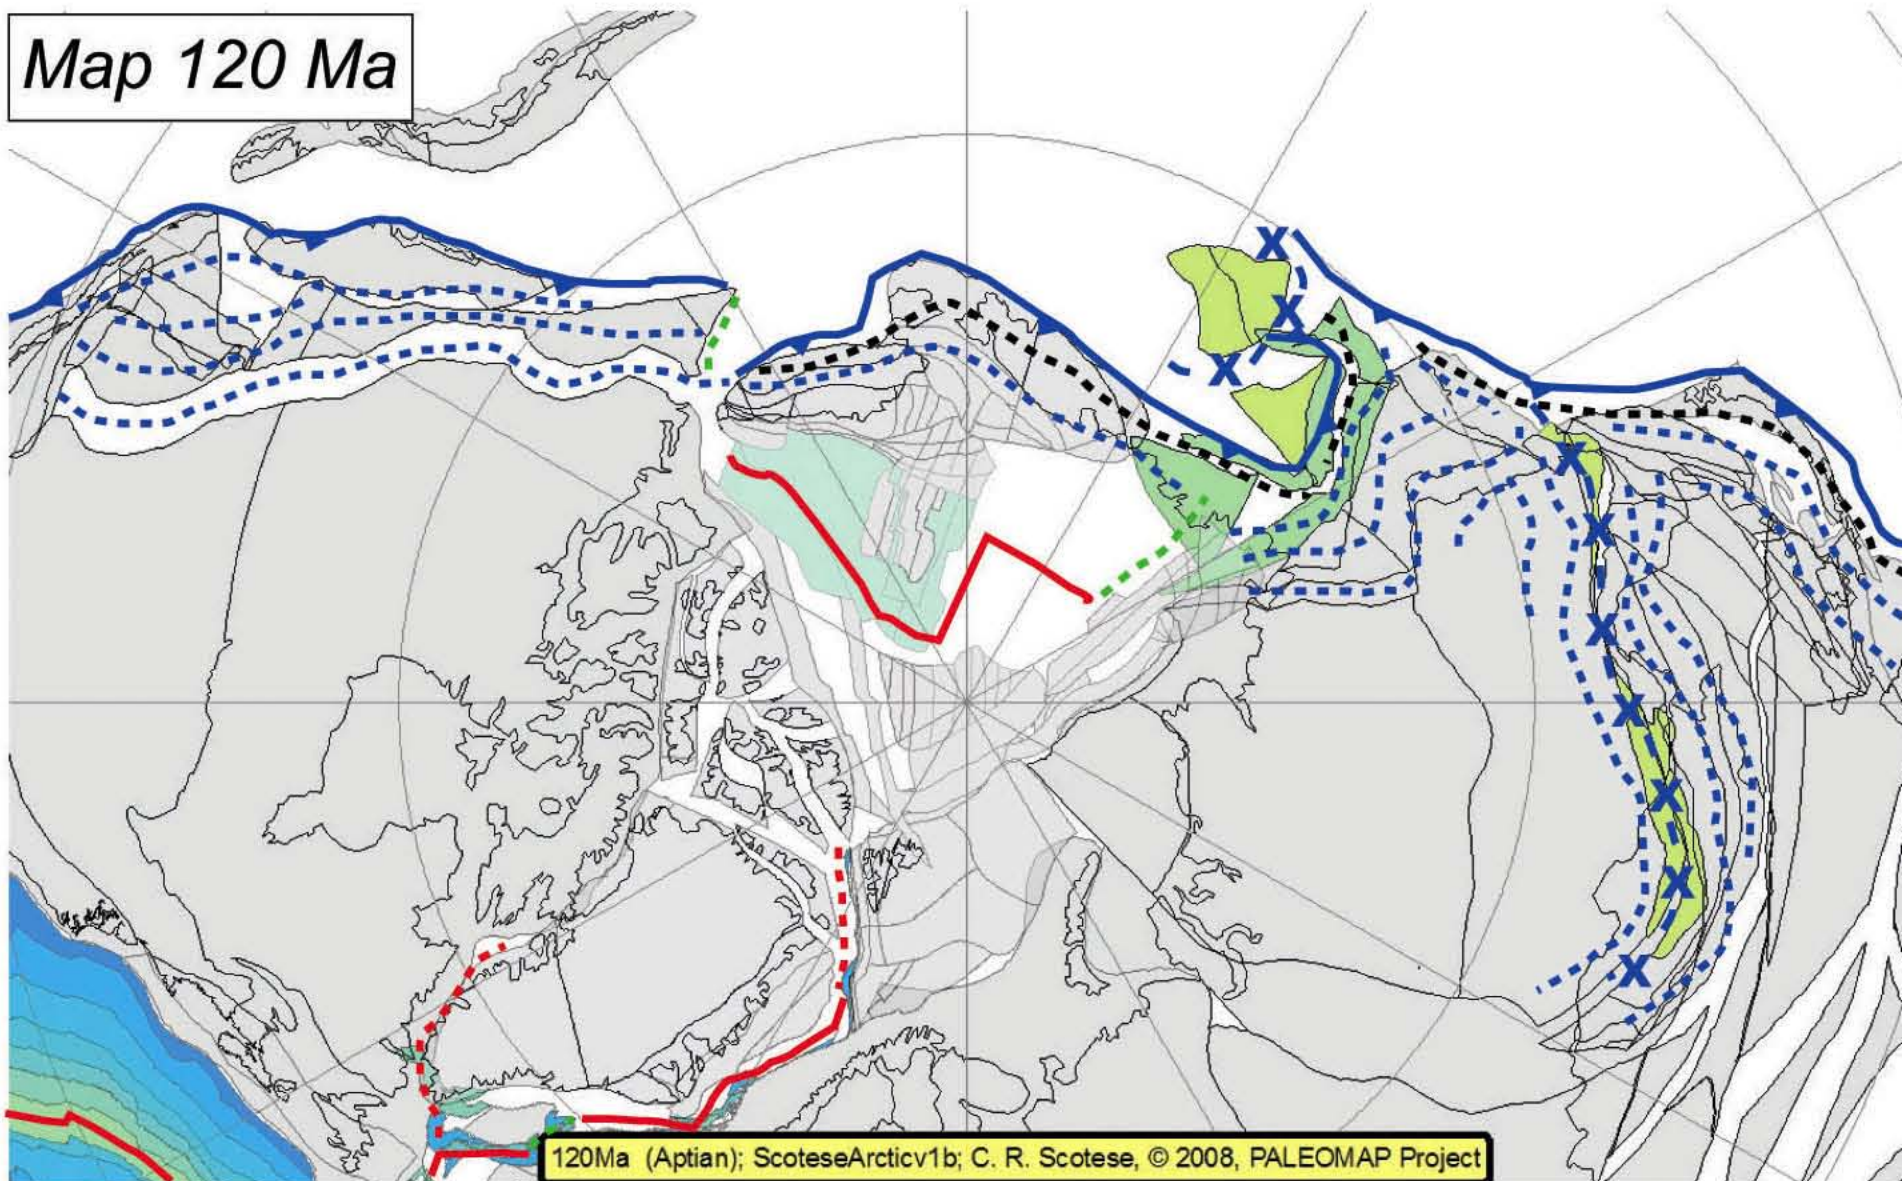 Map 120 Ma
X
X
X
X
X
X
X
X
X
X
120Ma (Aptian); ScoteseArcticv1b; C. R. Scotese, © 2008, PALEOMAP Project